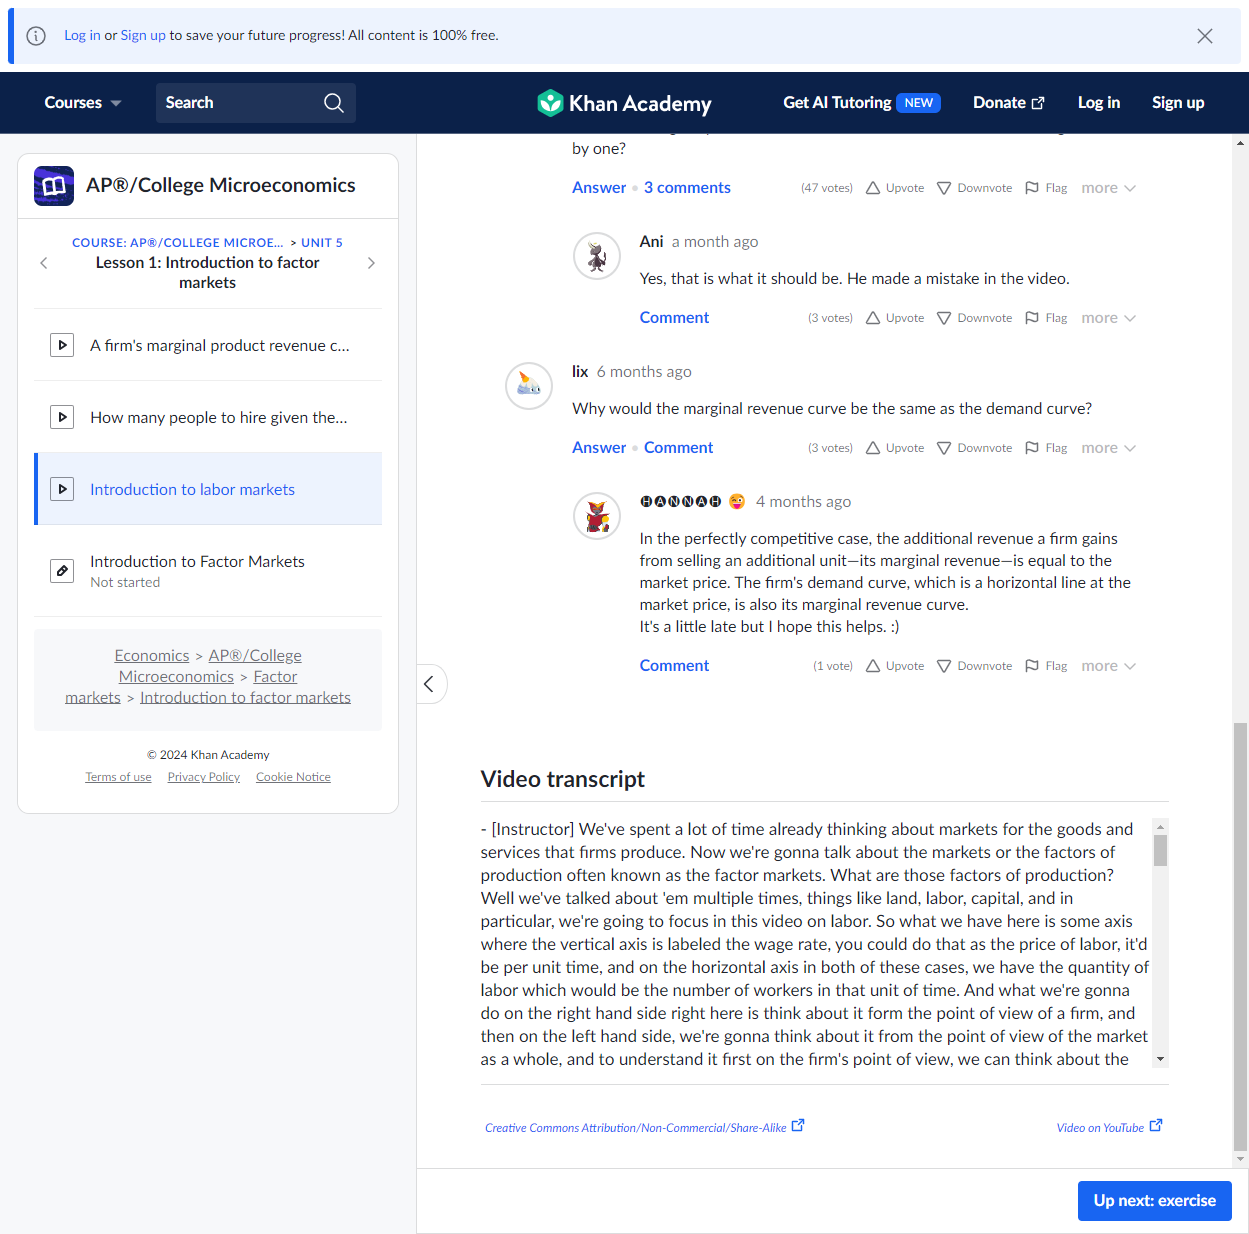 Log in or Sign up to save your future progress! All content is 100% free.
Courses
Search
Khan Academy
Get AI Tutoring NEW
Donate
Log in
Sign up
AP®/College Microeconomics
COURSE: AP®/COLLEGE MICROE... > UNIT 5
Lesson 1: Introduction to factor
markets
A firm's marginal product revenue c...
How many people to hire given the...
Introduction to labor markets
Introduction to Factor Markets
Not started
Economics > AP®/College
Microeconomics > Factor
markets > Introduction to factor markets
© 2024 Khan Academy
Terms of use Privacy Policy Cookie Notice
by one?
Answer • 3 comments (47 votes) Upvote Downvote Flag more
Ani a month ago
Yes, that is what it should be. He made a mistake in the video.
Comment (3 votes) Upvote Downvote Flag more
lix 6 months ago
Why would the marginal revenue curve be the same as the demand curve?
Answer • Comment (3 votes) Upvote Downvote Flag more
🅗🅐🅝🅝🅐🅗 😜 4 months ago
In the perfectly competitive case, the additional revenue a firm gains
from selling an additional unit—its marginal revenue—is equal to the
market price. The firm's demand curve, which is a horizontal line at the
market price, is also its marginal revenue curve.
It's a little late but I hope this helps. :)
Comment (1 vote) Upvote Downvote Flag more
Video transcript
- [Instructor] We've spent a lot of time already thinking about markets for the goods and
services that firms produce. Now we're gonna talk about the markets or the factors of
production often known as the factor markets. What are those factors of production?
Well we've talked about 'em multiple times, things like land, labor, capital, and in
particular, we're going to focus in this video on labor. So what we have here is some axis
where the vertical axis is labeled the wage rate, you could do that as the price of labor, it'd
be per unit time, and on the horizontal axis in both of these cases, we have the quantity of
labor which would be the number of workers in that unit of time. And what we're gonna
do on the right hand side right here is think about it form the point of view of a firm, and
then on the left hand side, we're gonna think about it from the point of view of the market
as a whole, and to understand it first on the firm's point of view, we can think about the
Creative Commons Attribution/Non-Commercial/Share-Alike
Video on YouTube
Up next: exercise